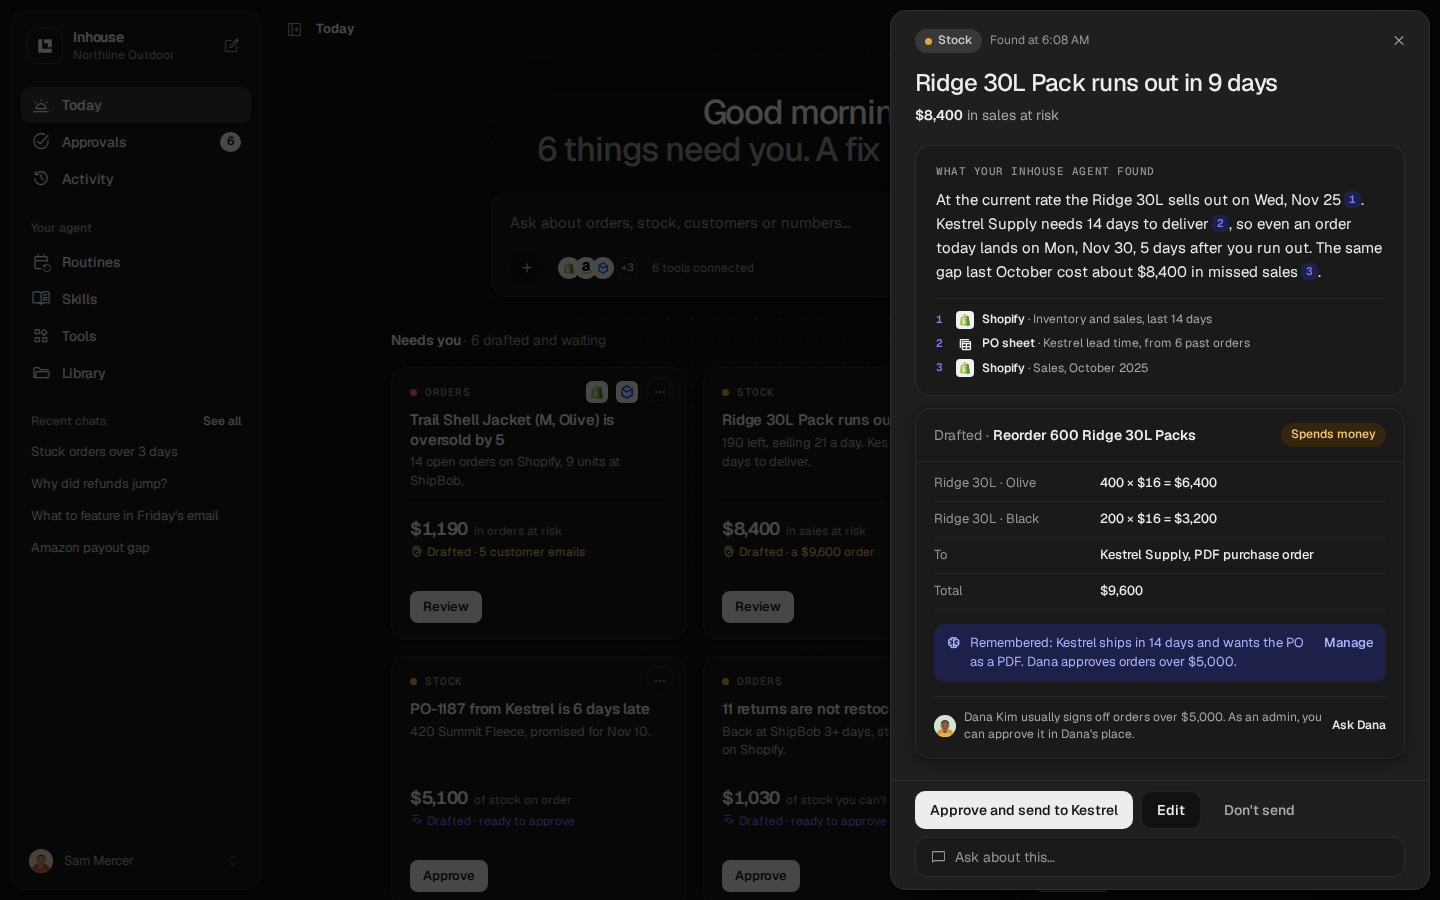 Inhouse
Northline Outdoor
Today
Approvals
6
Activity
Your agent
Routines
Skills
Tools
Library
Recent chats
See all
Stuck orders over 3 days
Why did refunds jump?
What to feature in Friday's email
Amazon payout gap
Sam Mercer
Today
Good mornin
6 things need you. A fix
Ask about orders, stock, customers or numbers...
+3
6 tools connected
Needs you · 6 drafted and waiting
ORDERS
Trail Shell Jacket (M, Olive) is
oversold by 5
14 open orders on Shopify, 9 units at
ShipBob.
$1,190 in orders at risk
Drafted · 5 customer emails
Review
STOCK
Ridge 30L Pack runs ou
190 left, selling 21 a day. Kes
days to deliver.
$8,400 in sales at risk
Drafted · a $9,600 order
Review
STOCK
PO-1187 from Kestrel is 6 days late
420 Summit Fleece, promised for Nov 10.
$5,100 of stock on order
Drafted · ready to approve
Approve
ORDERS
11 returns are not restoc
Back at ShipBob 3+ days, st
on Shopify.
$1,030 of stock you can't
Drafted · ready to approve
Approve
Stock
Found at 6:08 AM
Ridge 30L Pack runs out in 9 days
$8,400 in sales at risk
WHAT YOUR INHOUSE AGENT FOUND
At the current rate the Ridge 30L sells out on Wed, Nov 25 1.
Kestrel Supply needs 14 days to deliver 2, so even an order
today lands on Mon, Nov 30, 5 days after you run out. The same
gap last October cost about $8,400 in missed sales 3.
1 Shopify · Inventory and sales, last 14 days
2 PO sheet · Kestrel lead time, from 6 past orders
3 Shopify · Sales, October 2025
Drafted · Reorder 600 Ridge 30L Packs
Spends money
Ridge 30L · Olive 400 × $16 = $6,400
Ridge 30L · Black 200 × $16 = $3,200
To Kestrel Supply, PDF purchase order
Total $9,600
Remembered: Kestrel ships in 14 days and wants the PO
as a PDF. Dana approves orders over $5,000.
Manage
Dana Kim usually signs off orders over $5,000. As an admin, you
can approve it in Dana's place.
Ask Dana
Approve and send to Kestrel
Edit
Don't send
Ask about this...